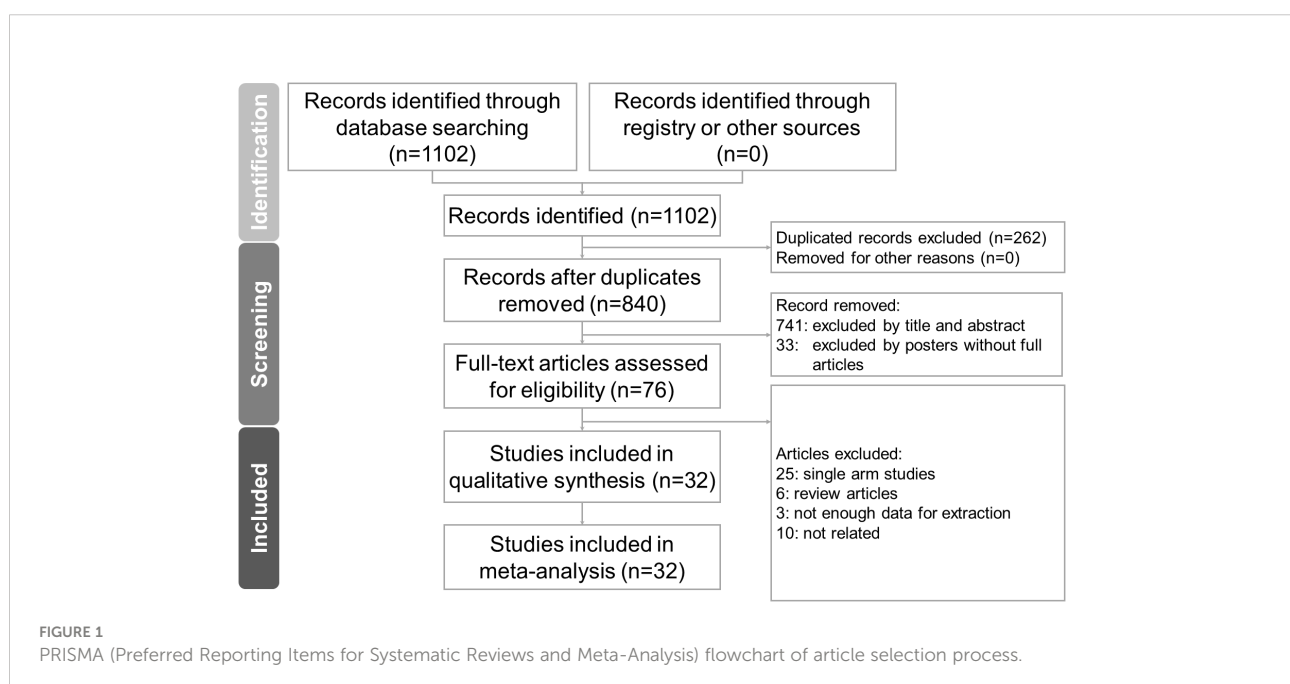 Identification
Records identified through
database searching
(n=1102)
Records identified through
registry or other sources
(n=0)
Records identified (n=1102)
Duplicated records excluded (n=262)
Removed for other reasons (n=0)
Screening
Records after duplicates
removed (n=840)
Record removed:
741: excluded by title and abstract
33: excluded by posters without full
articles
Full-text articles assessed
for eligibility (n=76)
Articles excluded:
25: single arm studies
6: review articles
3: not enough data for extraction
10: not related
Included
Studies included in
qualitative synthesis (n=32)
Studies included in
meta-analysis (n=32)
FIGURE 1
PRISMA (Preferred Reporting Items for Systematic Reviews and Meta-Analysis) flowchart of article selection process.